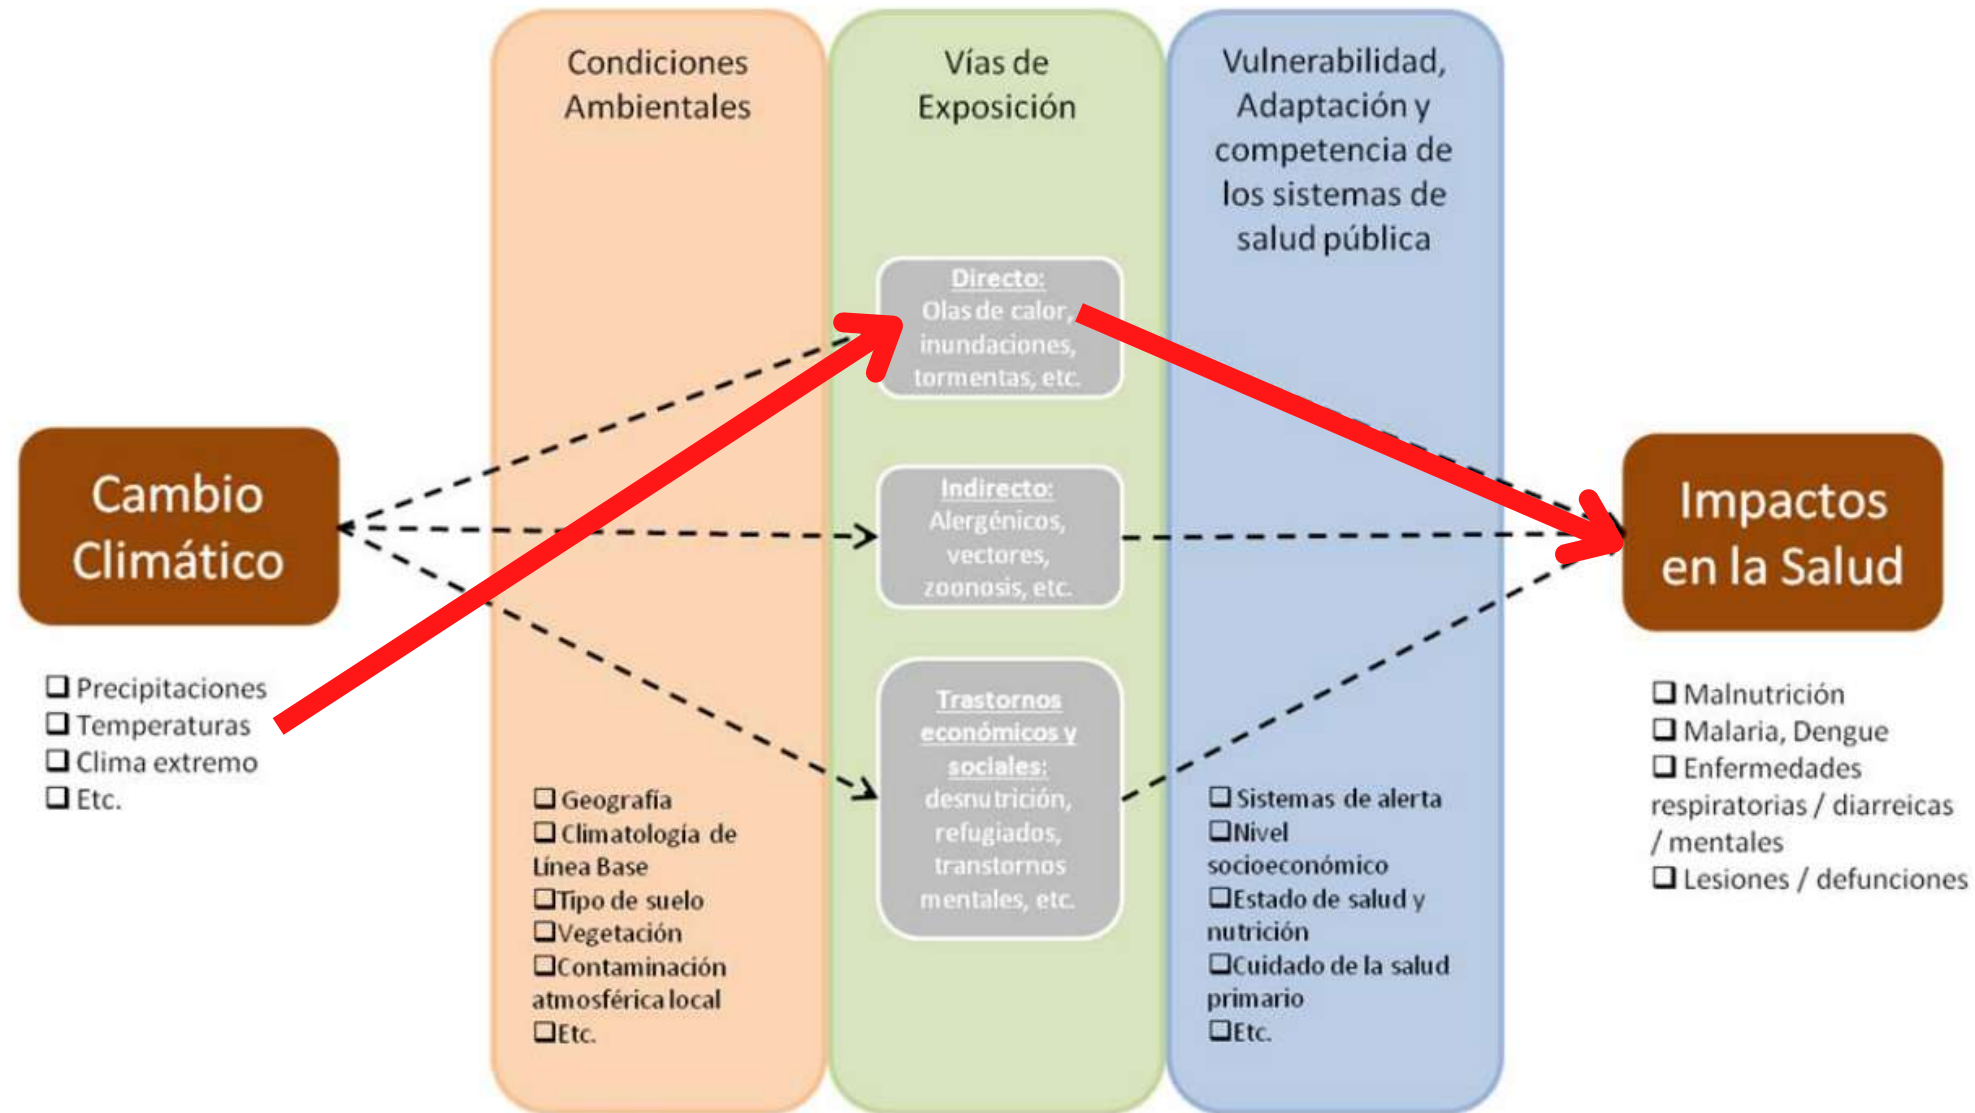 Cambio
Climático
❑ Precipitaciones
❑ Temperaturas
❑ Clima extremo
❑ Etc.
Condiciones
Ambientales
❑ Geografía
❑ Climatología de
Línea Base
❑Tipo de suelo
❑Vegetación
❑Contaminación
atmosférica local
❑Etc.
Vías de
Exposición
Directo:
Olas de calor,
inundaciones,
tormentas, etc.
Indirecto:
Alergénicos,
vectores,
zoonosis, etc.
Trastornos
económicos y
sociales:
desnutrición,
refugiados,
transtornos
mentales, etc.
Vulnerabilidad,
Adaptación y
competencia de
los sistemas de
salud pública
❑ Sistemas de alerta
❑Nivel
socioeconómico
❑Estado de salud y
nutrición
❑Cuidado de la salud
primario
❑Etc.
Impactos
en la Salud
❑ Malnutrición
❑ Malaria, Dengue
❑ Enfermedades
respiratorias / diarreicas
/ mentales
❑ Lesiones / defunciones